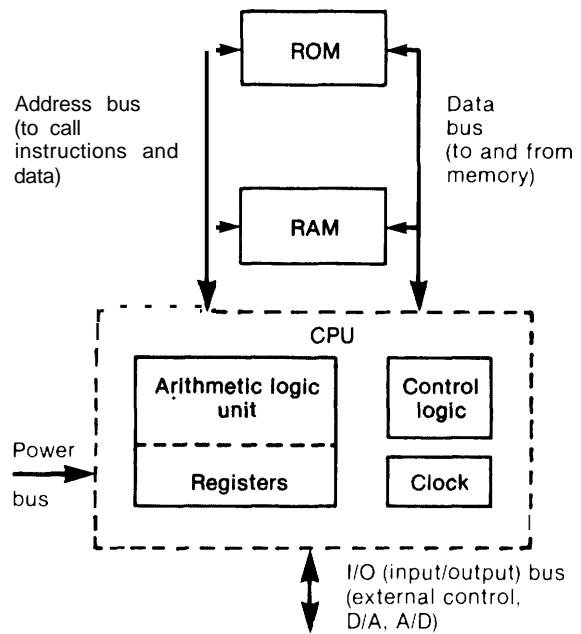 ROM
Address bus
(to call
instructions and
data)
Data
bus
(to and from
memory)
RAM
CPU
Arithmetic logic
unit
Registers
Control
logic
Clock
Power
bus
I/O (input/output) bus
(external control,
D/A, A/D)